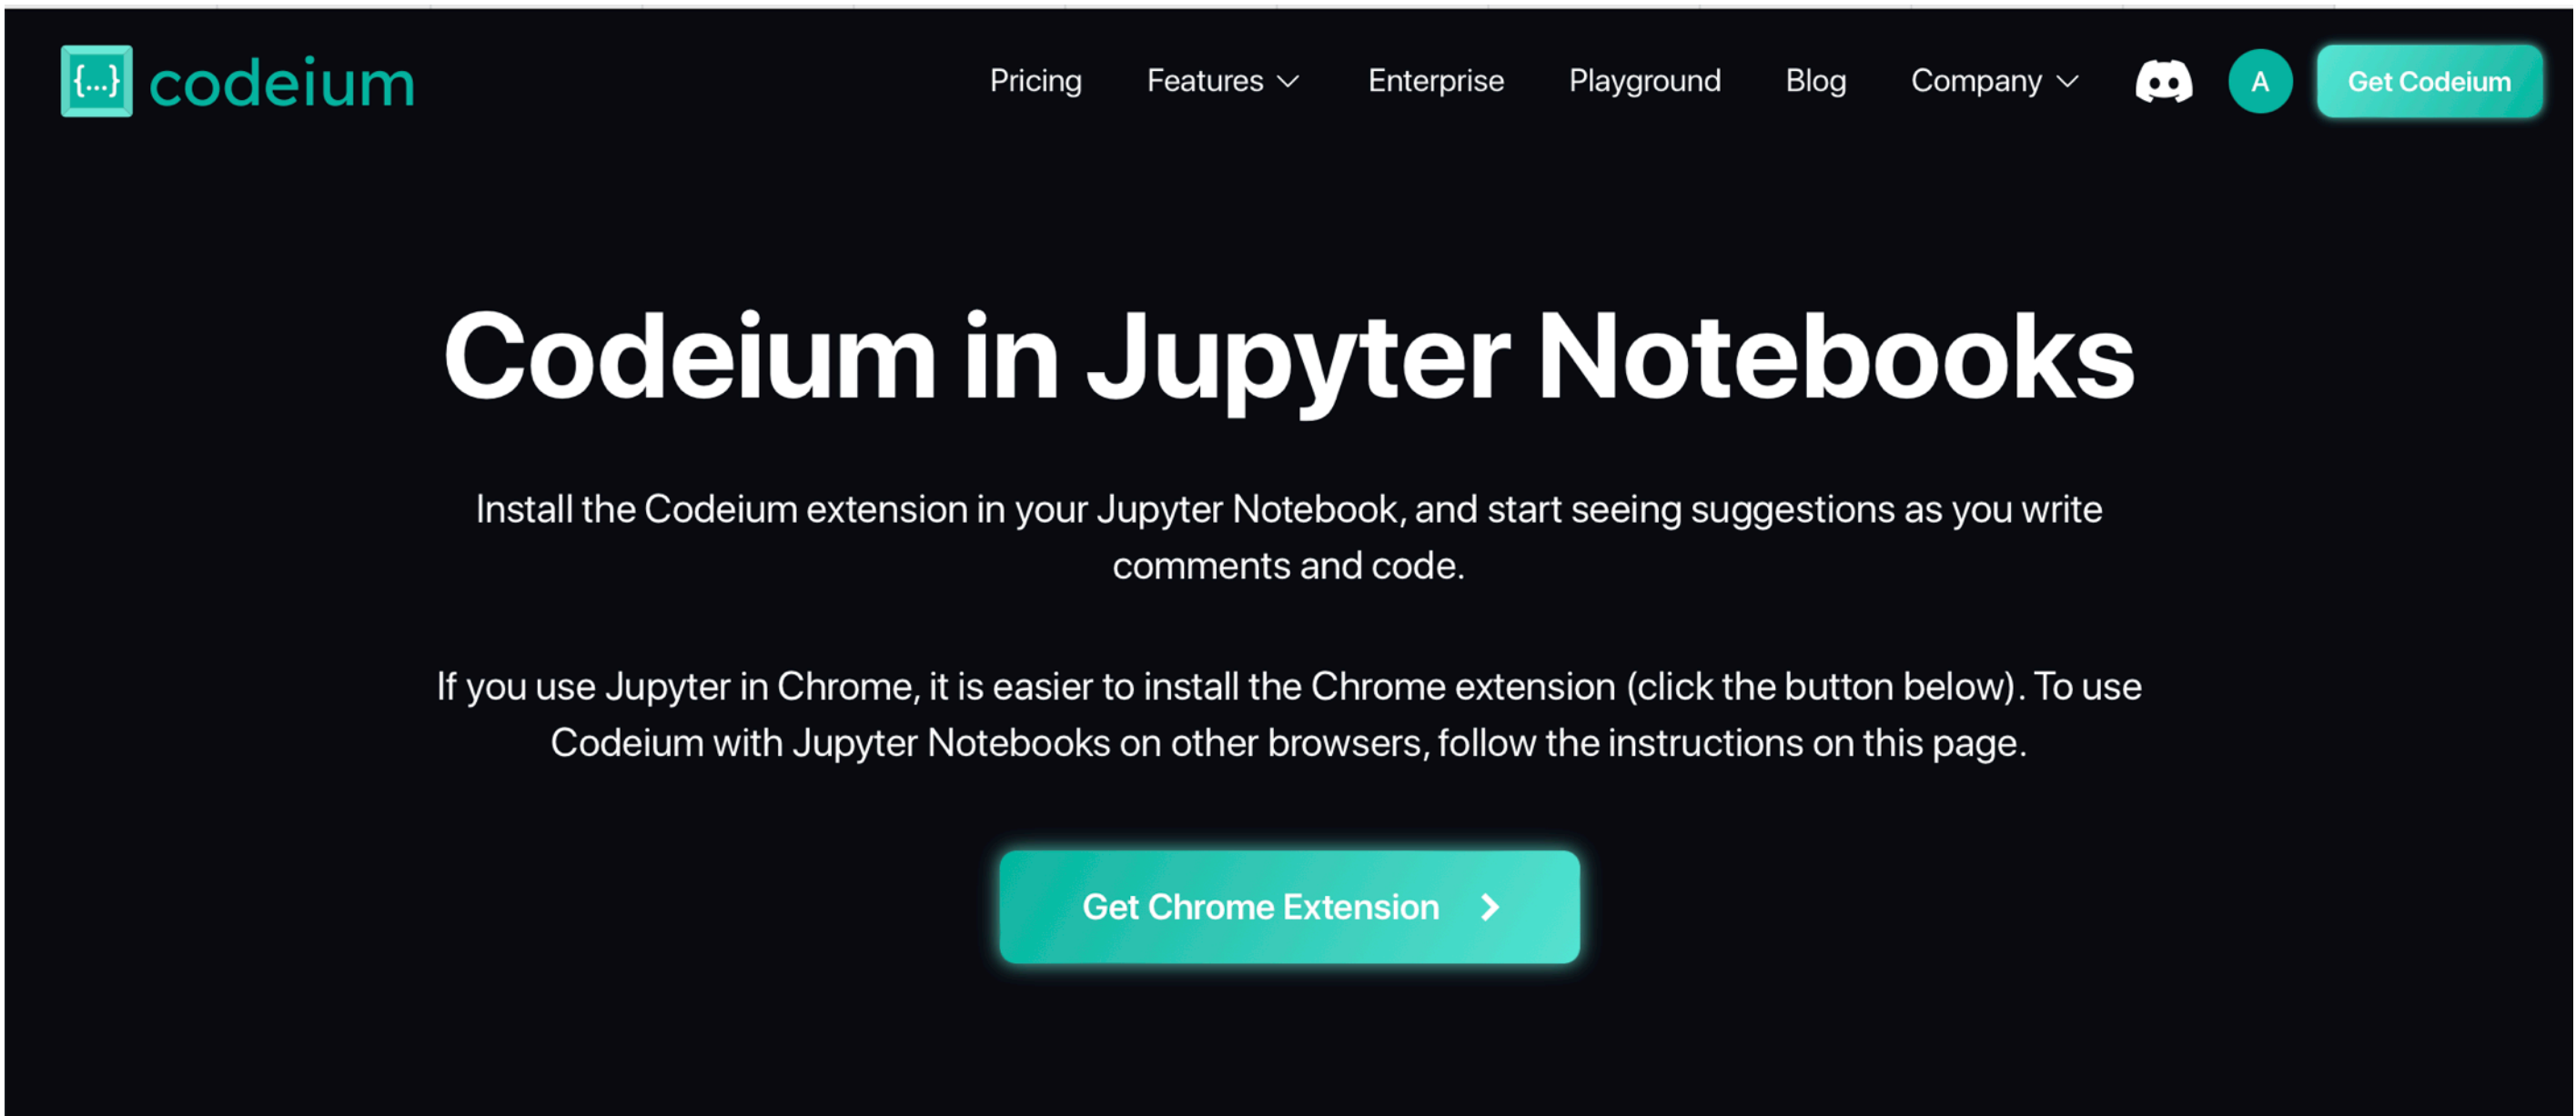 {...} codeium
Pricing Features Enterprise Playground Blog Company A Get Codeium
Codeium in Jupyter Notebooks
Install the Codeium extension in your Jupyter Notebook, and start seeing suggestions as you write
comments and code.
If you use Jupyter in Chrome, it is easier to install the Chrome extension (click the button below). To use
Codeium with Jupyter Notebooks on other browsers, follow the instructions on this page.
Get Chrome Extension